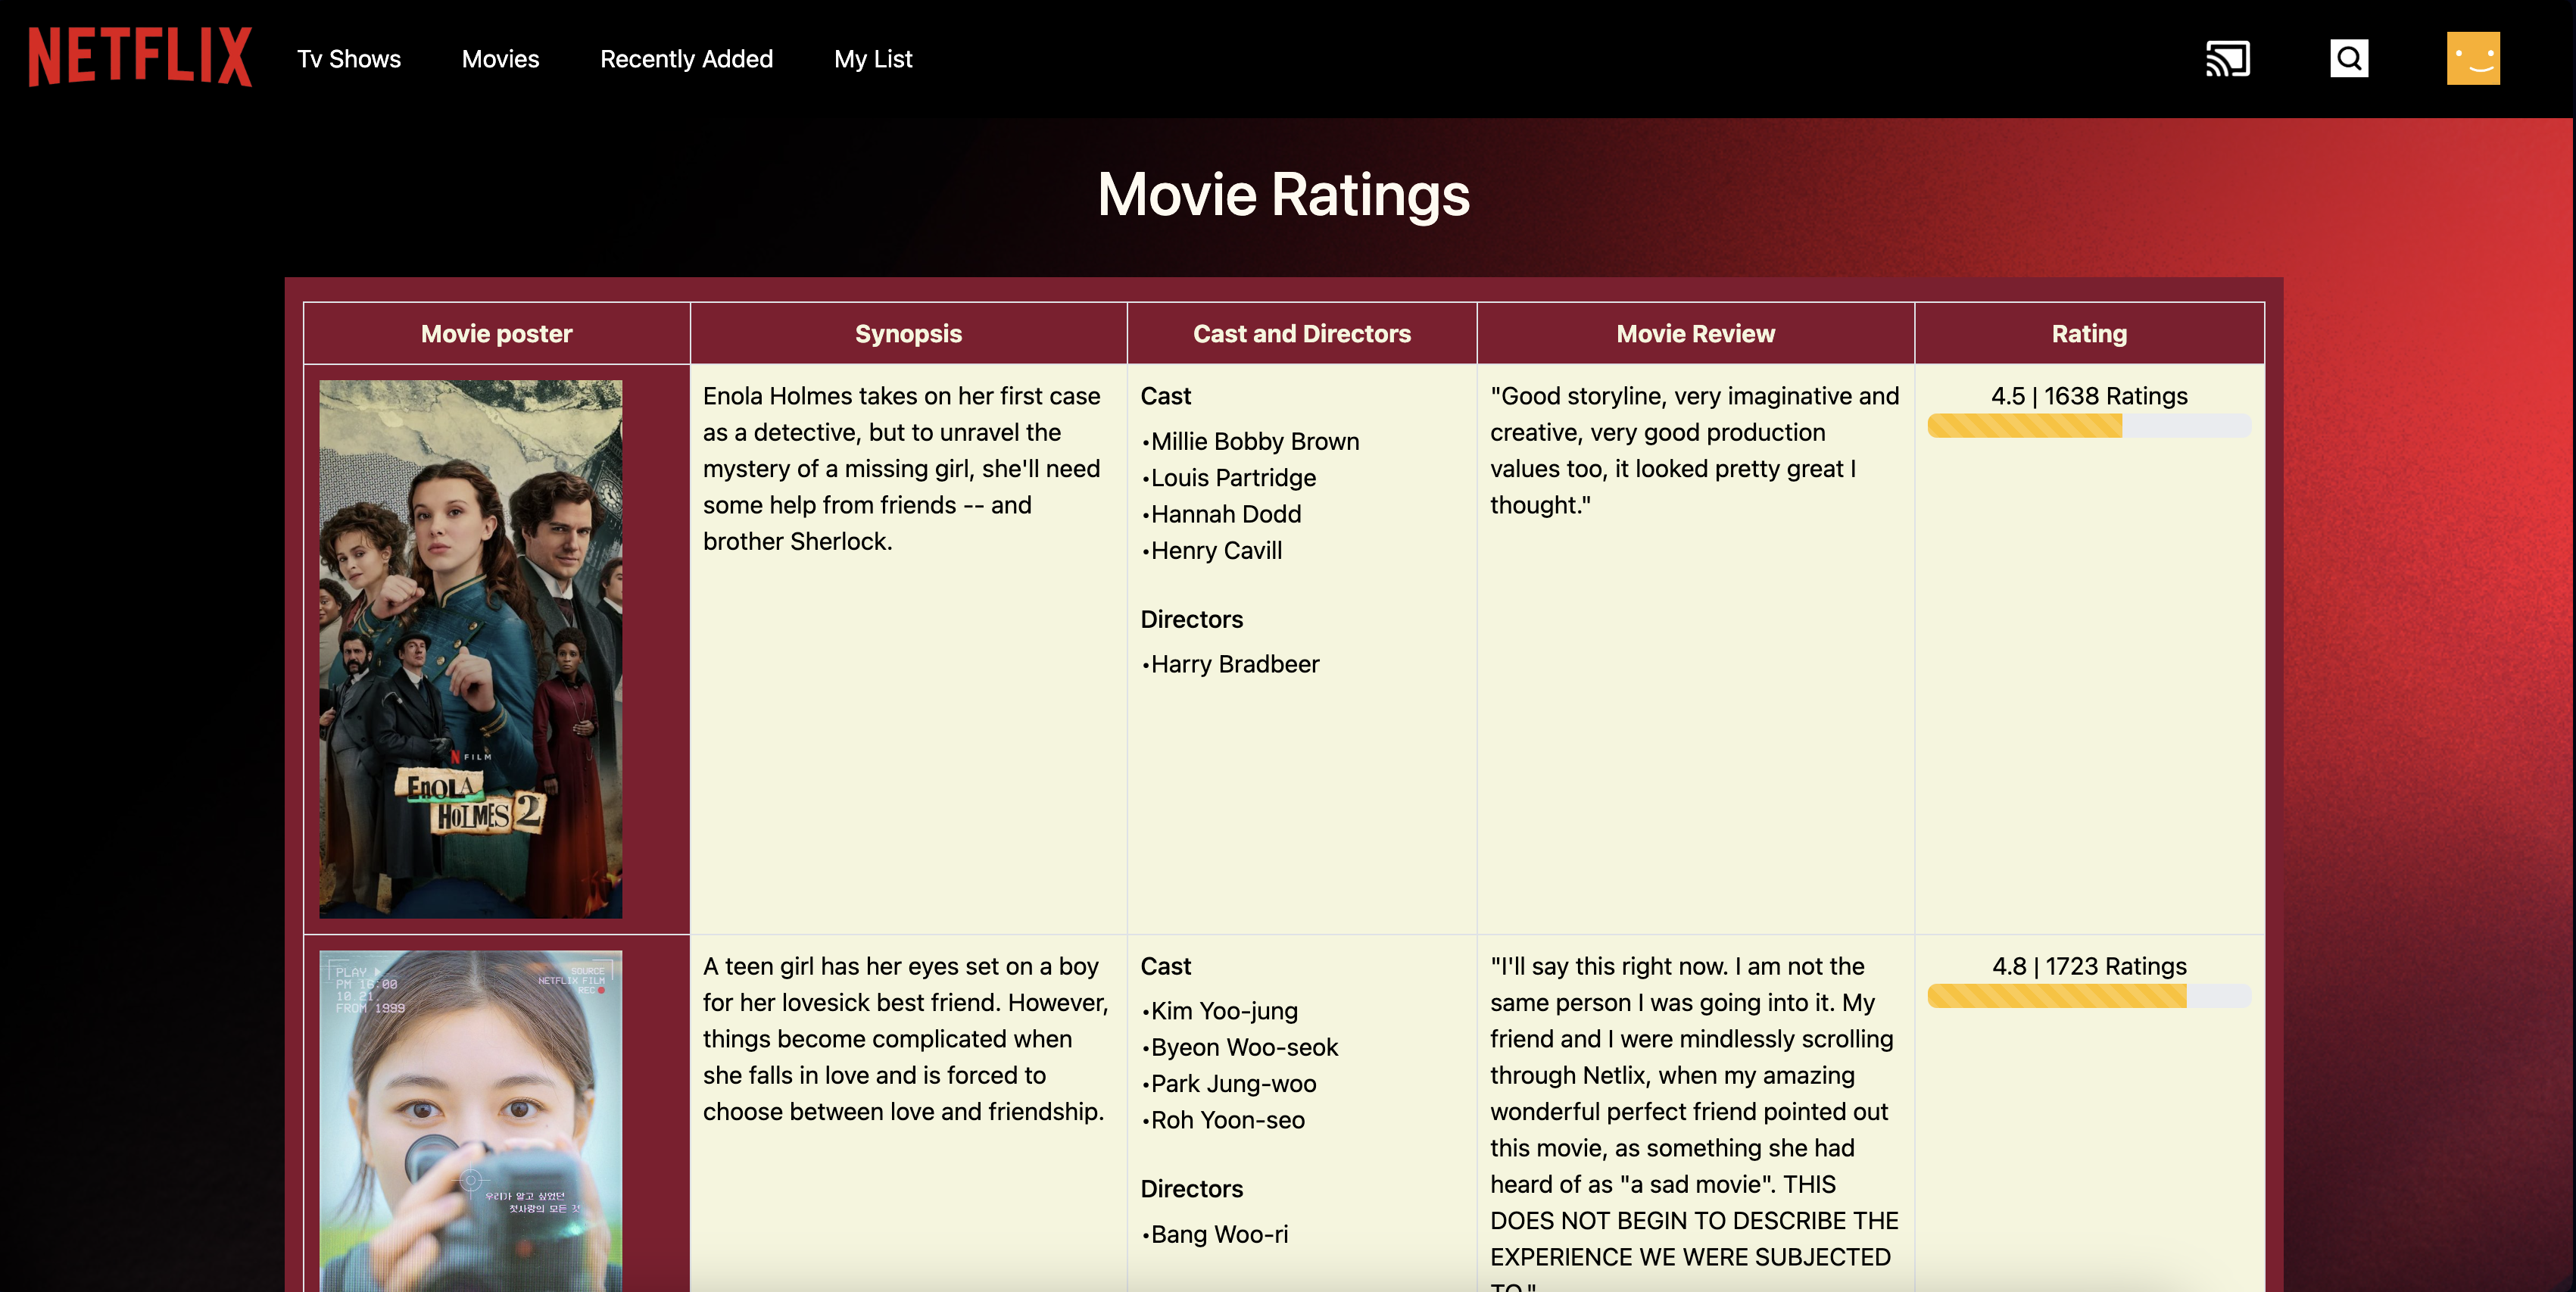 NETFLIX
Tv Shows
Movies
Recently Added
My List
Movie Ratings
Movie poster
Synopsis
Cast and Directors
Movie Review
Rating
N FILM
ENOLA
HOLMES 2
Enola Holmes takes on her first case
as a detective, but to unravel the
mystery of a missing girl, she'll need
some help from friends -- and
brother Sherlock.
Cast
•Millie Bobby Brown
•Louis Partridge
•Hannah Dodd
•Henry Cavill
Directors
•Harry Bradbeer
"Good storyline, very imaginative and
creative, very good production
values too, it looked pretty great I
thought."
4.5 | 1638 Ratings
PLAY
PM 16:00
10.21
FROM 1999
SOURCE
NETFLIX FILM
REC
우리가 알고 싶었던
첫사랑의 모든 것
A teen girl has her eyes set on a boy
for her lovesick best friend. However,
things become complicated when
she falls in love and is forced to
choose between love and friendship.
Cast
•Kim Yoo-jung
•Byeon Woo-seok
•Park Jung-woo
•Roh Yoon-seo
Directors
•Bang Woo-ri
"I'll say this right now. I am not the
same person I was going into it. My
friend and I were mindlessly scrolling
through Netlix, when my amazing
wonderful perfect friend pointed out
this movie, as something she had
heard of as "a sad movie". THIS
DOES NOT BEGIN TO DESCRIBE THE
EXPERIENCE WE WERE SUBJECTED
TO."
4.8 | 1723 Ratings